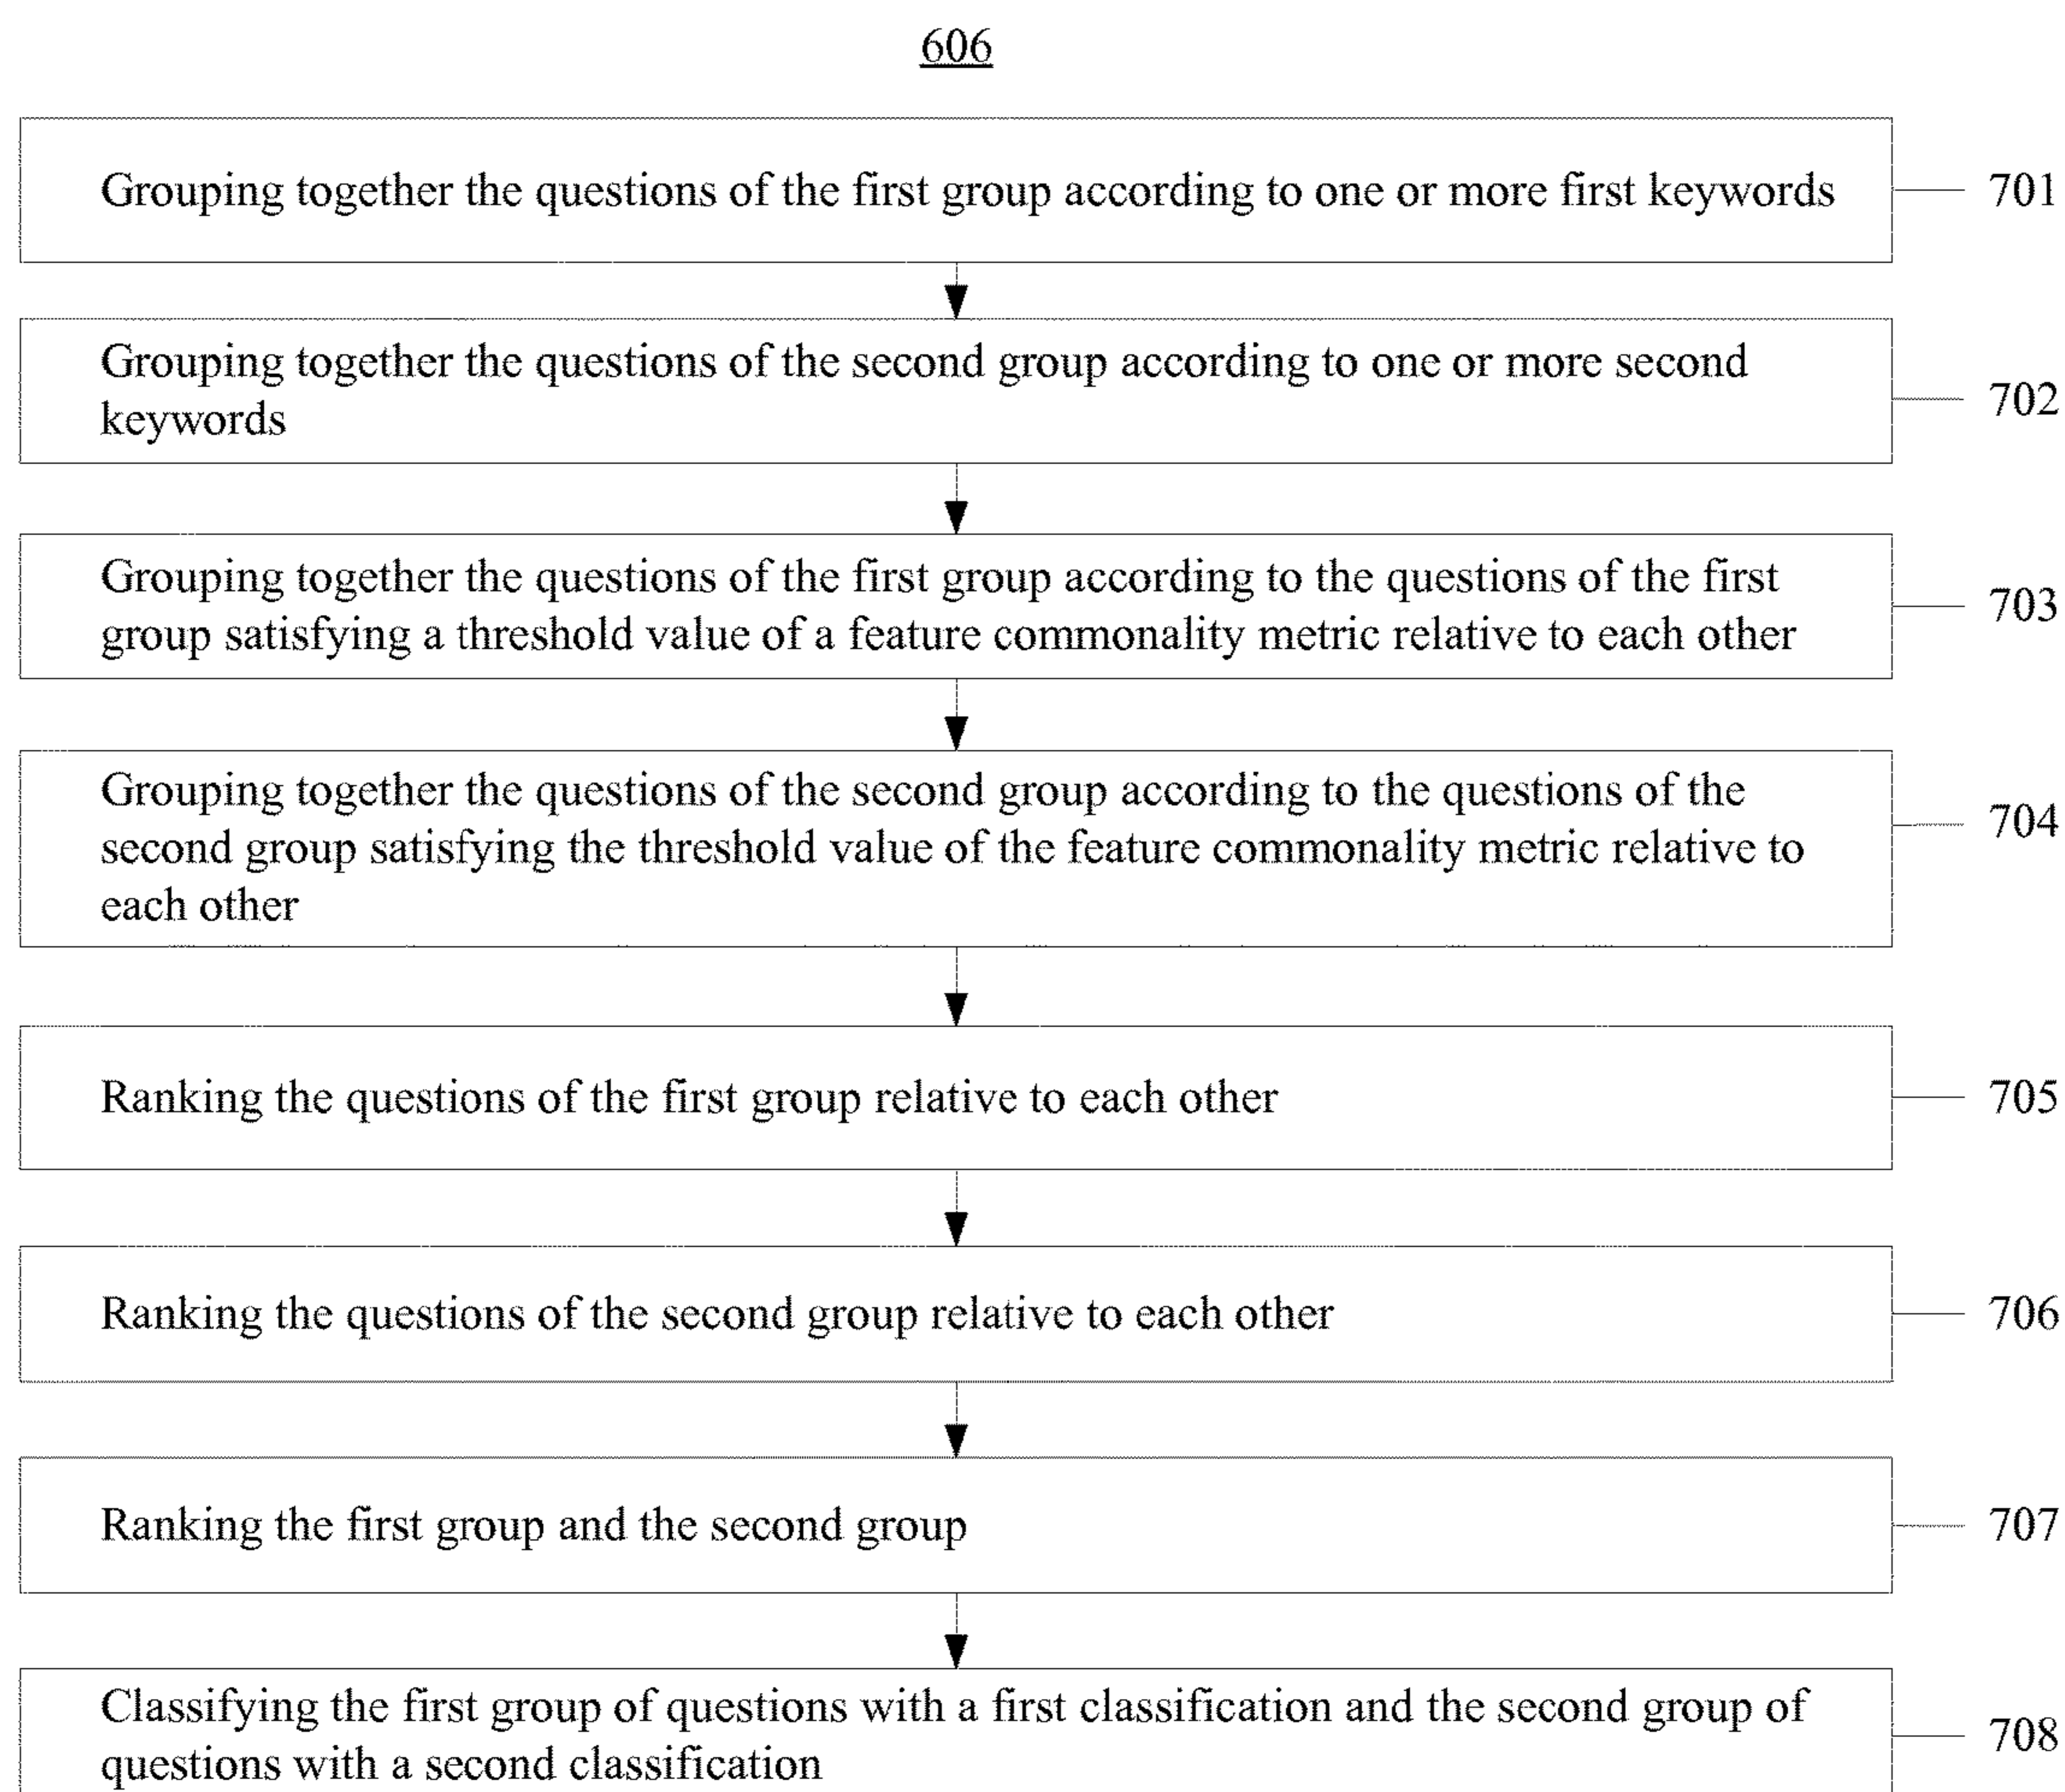 606
Grouping together the questions of the first group according to one or more first keywords
701
Grouping together the questions of the second group according to one or more second
keywords
702
Grouping together the questions of the first group according to the questions of the first
group satisfying a threshold value of a feature commonality metric relative to each other
703
Grouping together the questions of the second group according to the questions of the
second group satisfying the threshold value of the feature commonality metric relative to
each other
704
Ranking the questions of the first group relative to each other
705
Ranking the questions of the second group relative to each other
706
Ranking the first group and the second group
707
Classifying the first group of questions with a first classification and the second group of
questions with a second classification
708